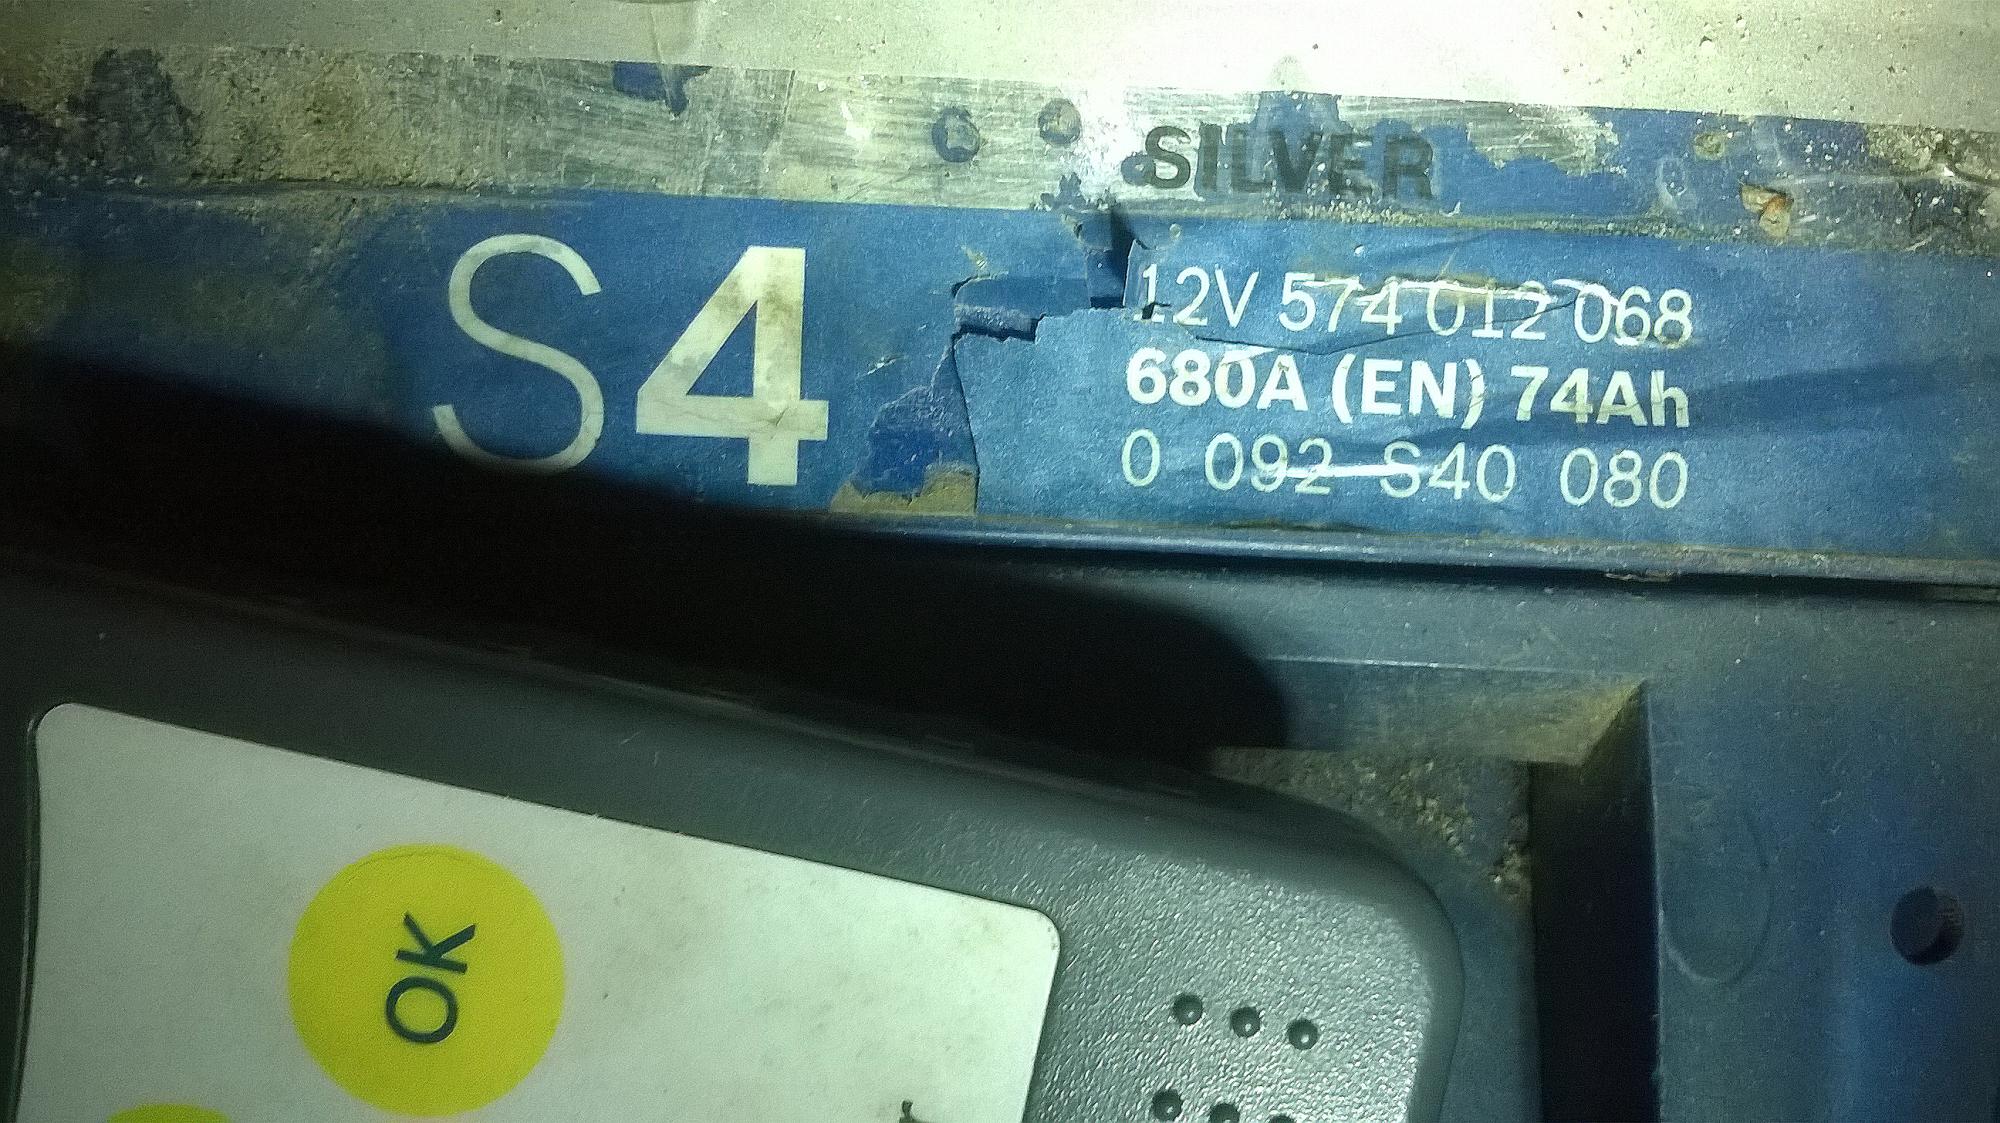 SILVER
S4
12V 574 012 068
680A (EN) 74Ah
0 092 S40 080
OK